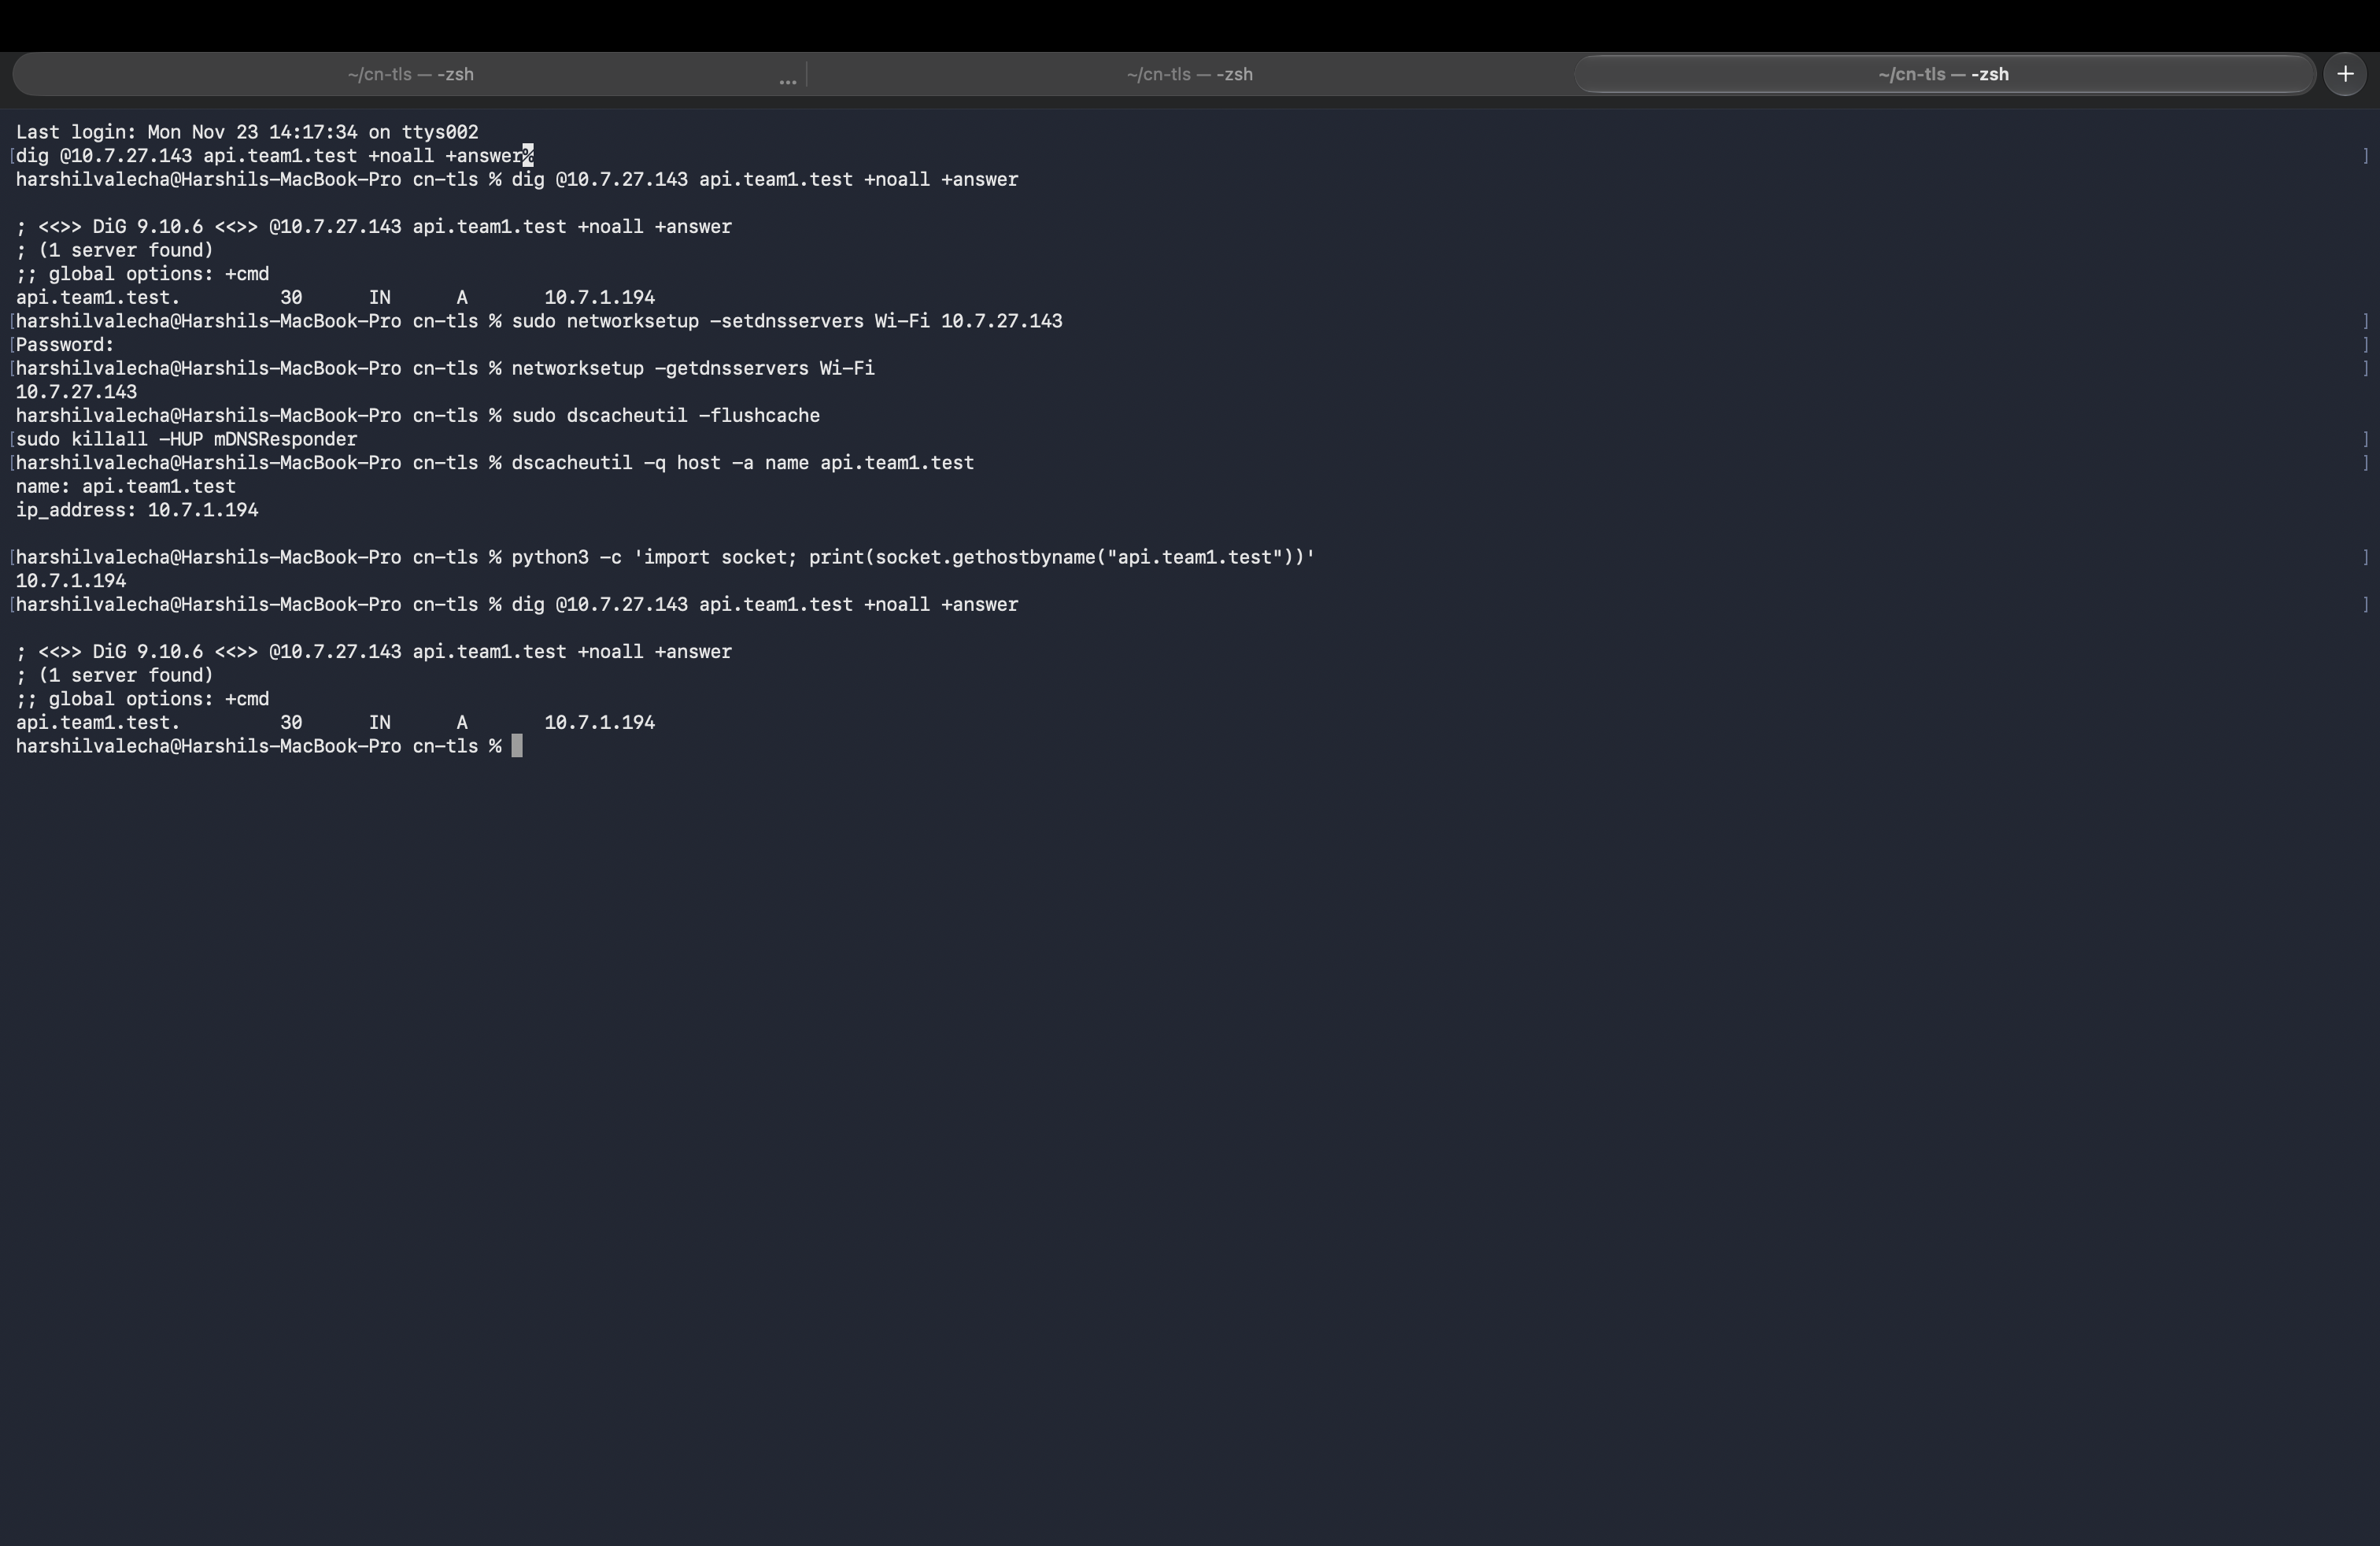 ~/cn-tls — -zsh ... ~/cn-tls — -zsh ~/cn-tls — -zsh +
Last login: Mon Nov 23 14:17:34 on ttys002
[dig @10.7.27.143 api.team1.test +noall +answer% ]
harshilvalecha@Harshils-MacBook-Pro cn-tls % dig @10.7.27.143 api.team1.test +noall +answer
; <<>> DiG 9.10.6 <<>> @10.7.27.143 api.team1.test +noall +answer
; (1 server found)
;; global options: +cmd
api.team1.test. 30 IN A 10.7.1.194
[harshilvalecha@Harshils-MacBook-Pro cn-tls % sudo networksetup -setdnsservers Wi-Fi 10.7.27.143 ]
[Password: ]
[harshilvalecha@Harshils-MacBook-Pro cn-tls % networksetup -getdnsservers Wi-Fi ]
10.7.27.143
harshilvalecha@Harshils-MacBook-Pro cn-tls % sudo dscacheutil -flushcache
[sudo killall -HUP mDNSResponder ]
[harshilvalecha@Harshils-MacBook-Pro cn-tls % dscacheutil -q host -a name api.team1.test ]
name: api.team1.test
ip_address: 10.7.1.194
[harshilvalecha@Harshils-MacBook-Pro cn-tls % python3 -c 'import socket; print(socket.gethostbyname("api.team1.test"))' ]
10.7.1.194
[harshilvalecha@Harshils-MacBook-Pro cn-tls % dig @10.7.27.143 api.team1.test +noall +answer ]
; <<>> DiG 9.10.6 <<>> @10.7.27.143 api.team1.test +noall +answer
; (1 server found)
;; global options: +cmd
api.team1.test. 30 IN A 10.7.1.194
harshilvalecha@Harshils-MacBook-Pro cn-tls %